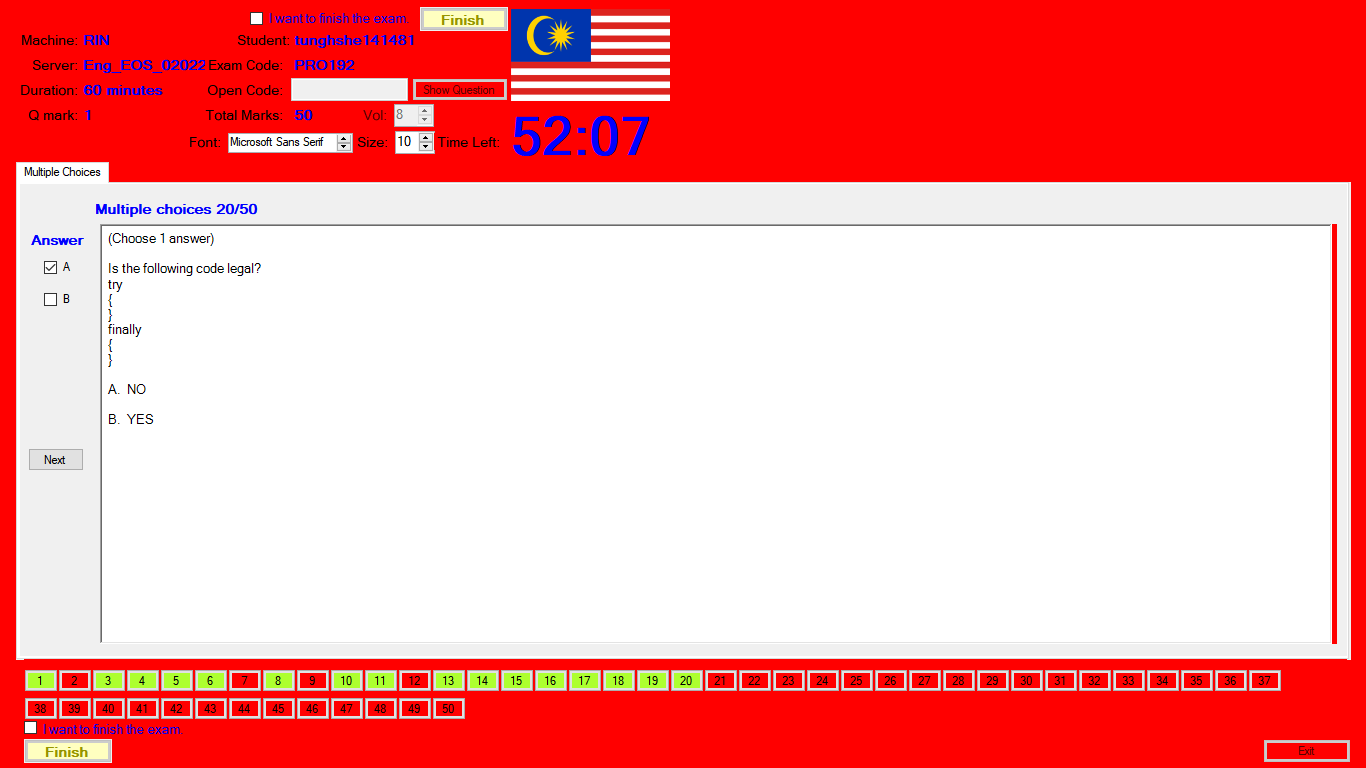 I want to finish the exam. Finish
Machine: RIN Student: tunghshe141481
Server: Eng_EOS_02022 Exam Code: PRO192
Duration: 60 minutes Open Code: Show Question
Q mark: 1 Total Marks: 50 Vol: 8
Font: Microsoft Sans Serif Size: 10 Time Left: 52:07
Multiple Choices
Multiple choices 20/50
Answer
A
B
Next
(Choose 1 answer)
Is the following code legal?
try
{
}
finally
{
}
A. NO
B. YES
1 2 3 4 5 6 7 8 9 10 11 12 13 14 15 16 17 18 19 20 21 22 23 24 25 26 27 28 29 30 31 32 33 34 35 36 37
38 39 40 41 42 43 44 45 46 47 48 49 50
I want to finish the exam.
Finish Exit